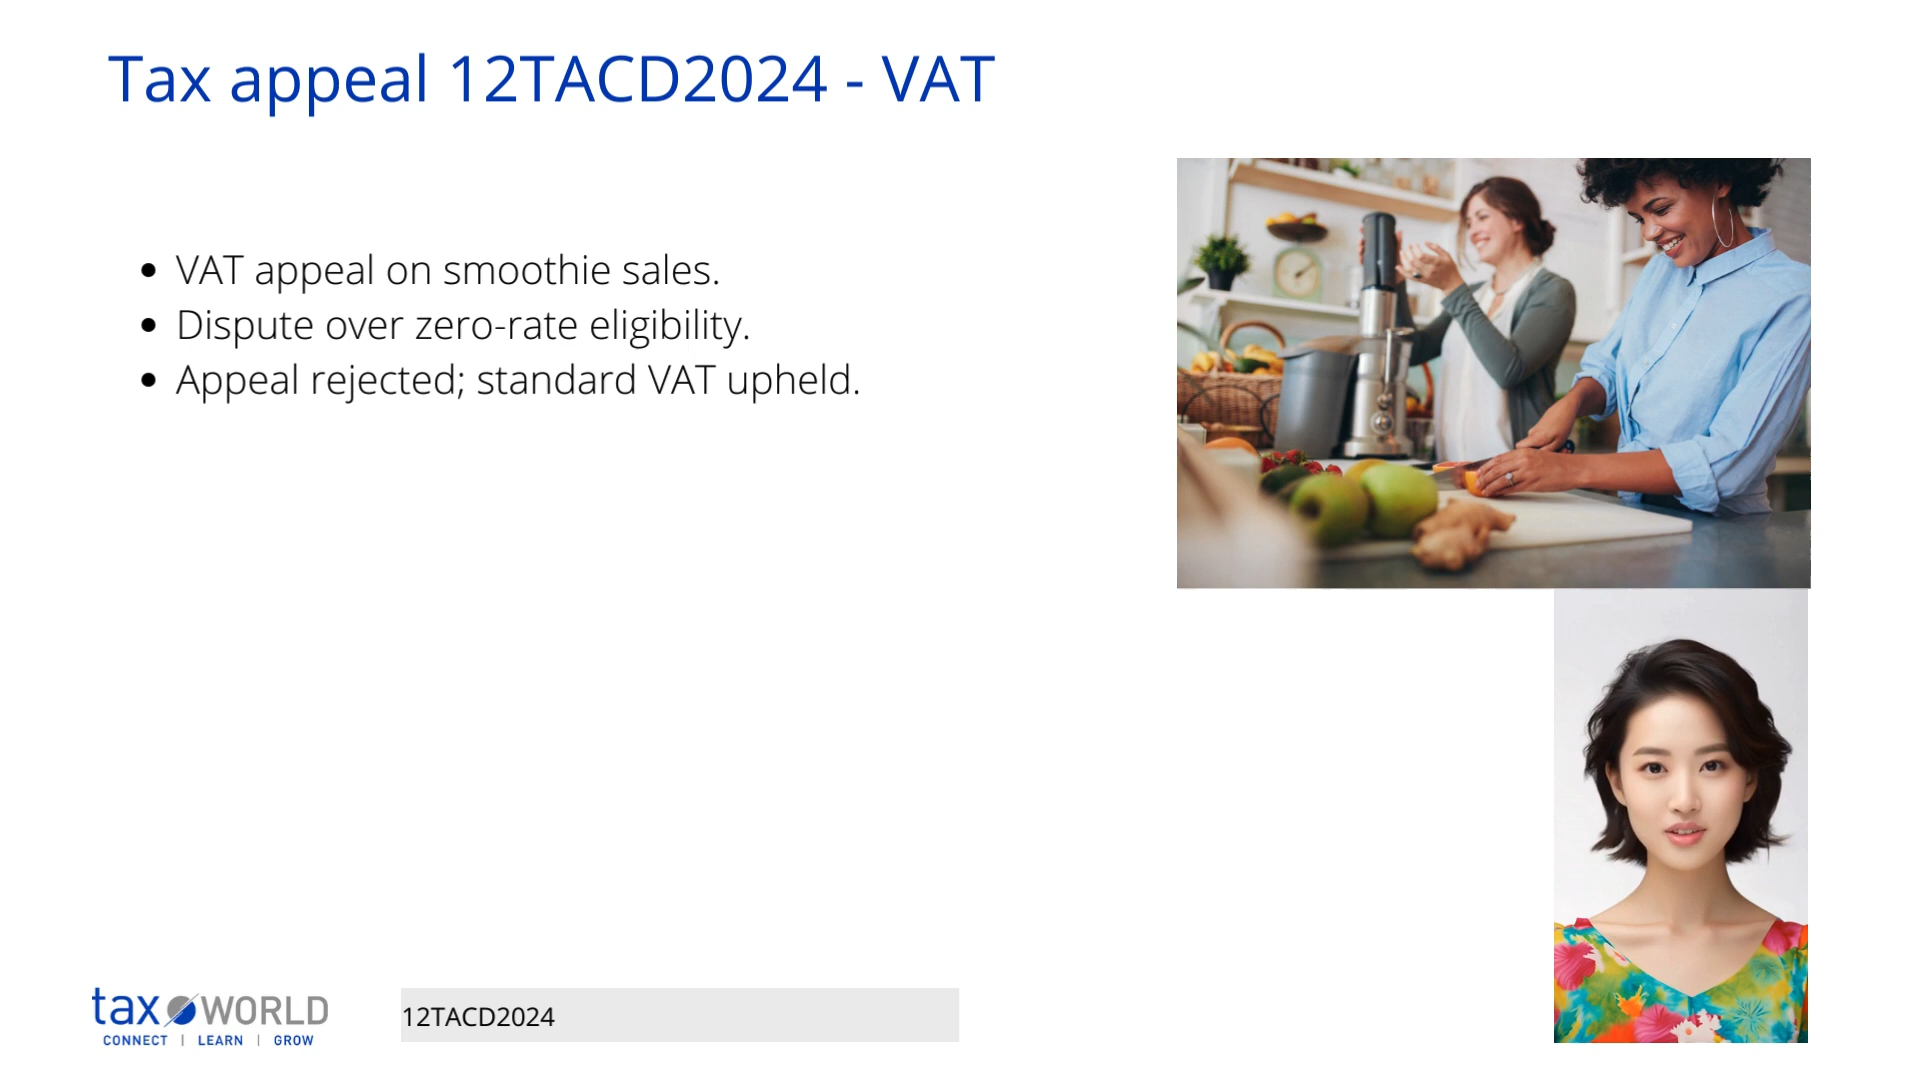 Tax appeal 12TACD2024 - VAT
VAT appeal on smoothie sales.
Dispute over zero-rate eligibility.
Appeal rejected; standard VAT upheld.
tax WORLD
CONNECT | LEARN | GROW
12TACD2024